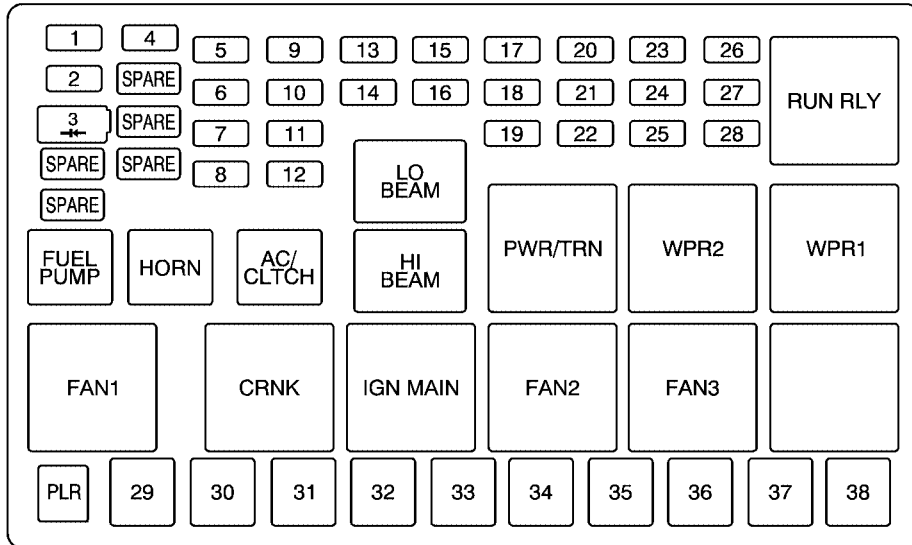 1
4
5
9
13
15
17
20
23
26
2
SPARE
6
10
14
16
18
21
24
27
RUN RLY
3
SPARE
7
11
19
22
25
28
SPARE
SPARE
8
12
LO
BEAM
SPARE
FUEL
PUMP
HORN
AC/
CLTCH
HI
BEAM
PWR/TRN
WPR2
WPR1
FAN1
CRNK
IGN MAIN
FAN2
FAN3
PLR
29
30
31
32
33
34
35
36
37
38